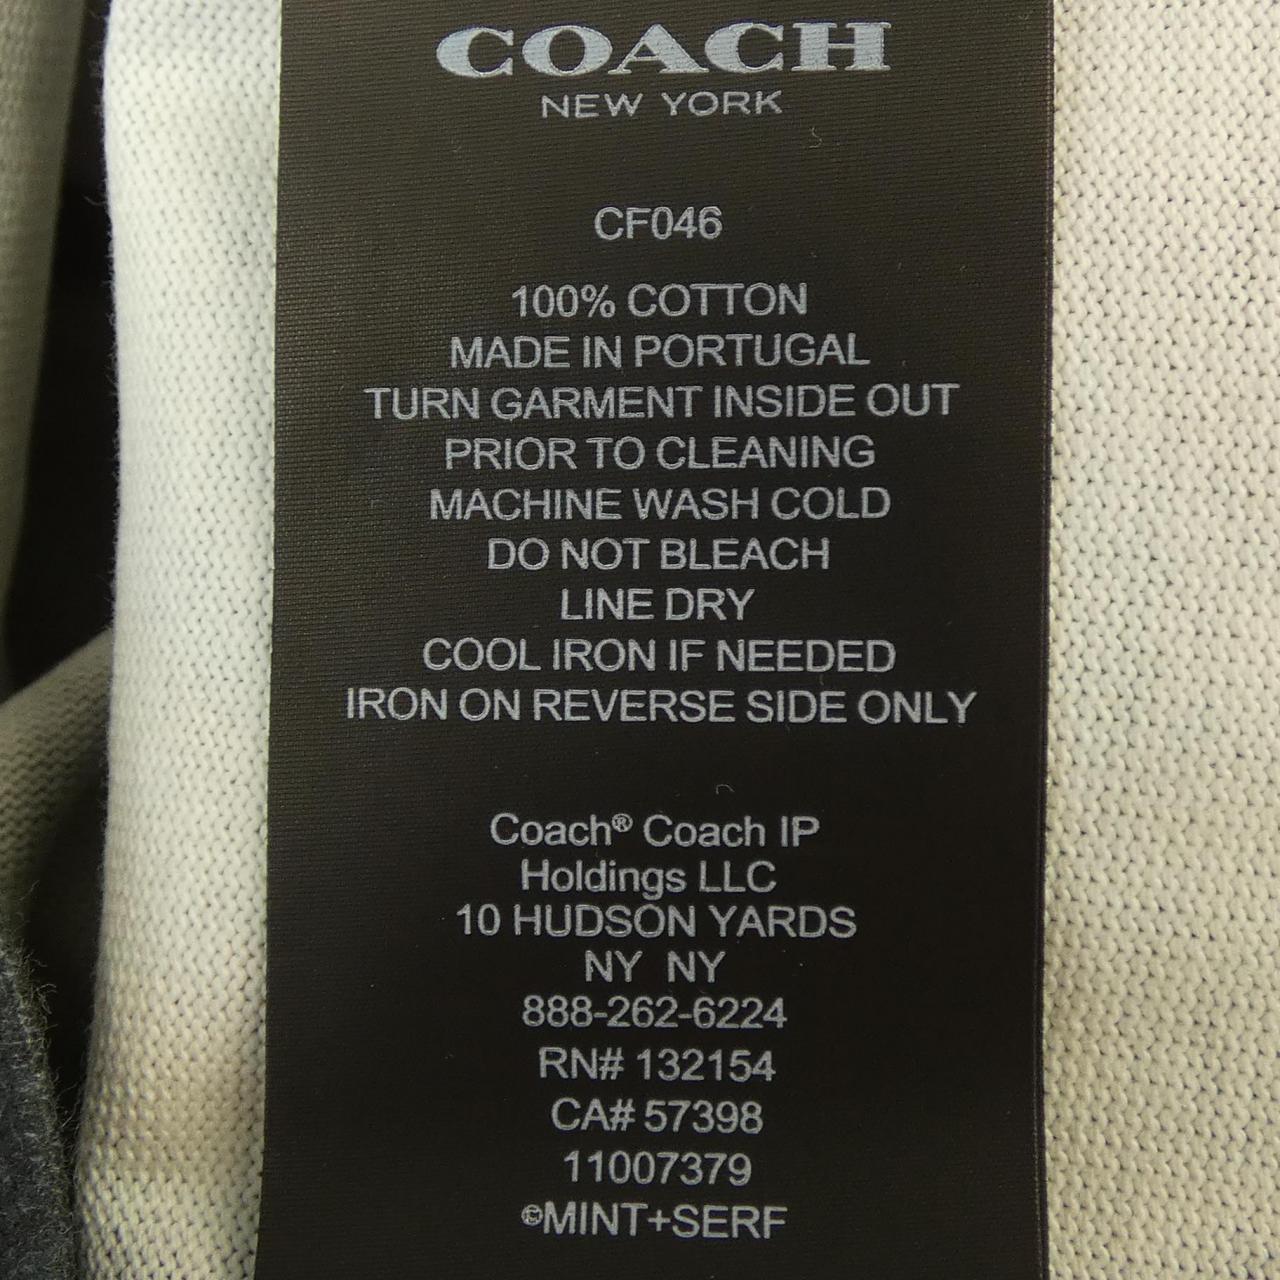 COACH
NEW YORK
CF046
100% COTTON
MADE IN PORTUGAL
TURN GARMENT INSIDE OUT
PRIOR TO CLEANING
MACHINE WASH COLD
DO NOT BLEACH
LINE DRY
COOL IRON IF NEEDED
IRON ON REVERSE SIDE ONLY
Coach® Coach IP
Holdings LLC
10 HUDSON YARDS
NY NY
888-262-6224
RN# 132154
CA# 57398
11007379
©MINT+SERF